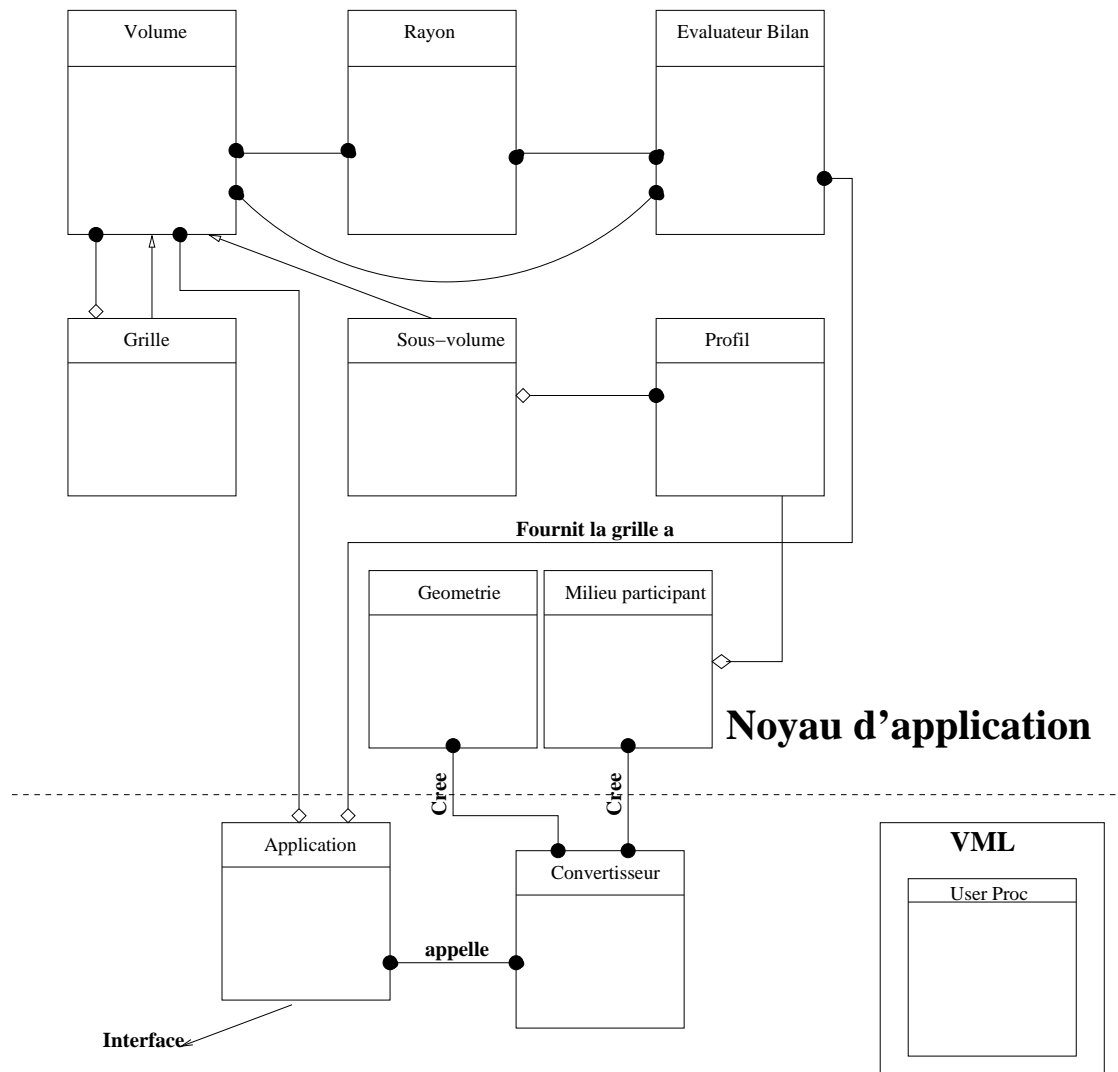 Volume
Rayon
Evaluateur Bilan
Grille
Sous−volume
Profil
Fournit la grille a
Geometrie
Milieu participant
Noyau d’application
Cree
Cree
Application
Convertisseur
VML
User Proc
appelle
Interface